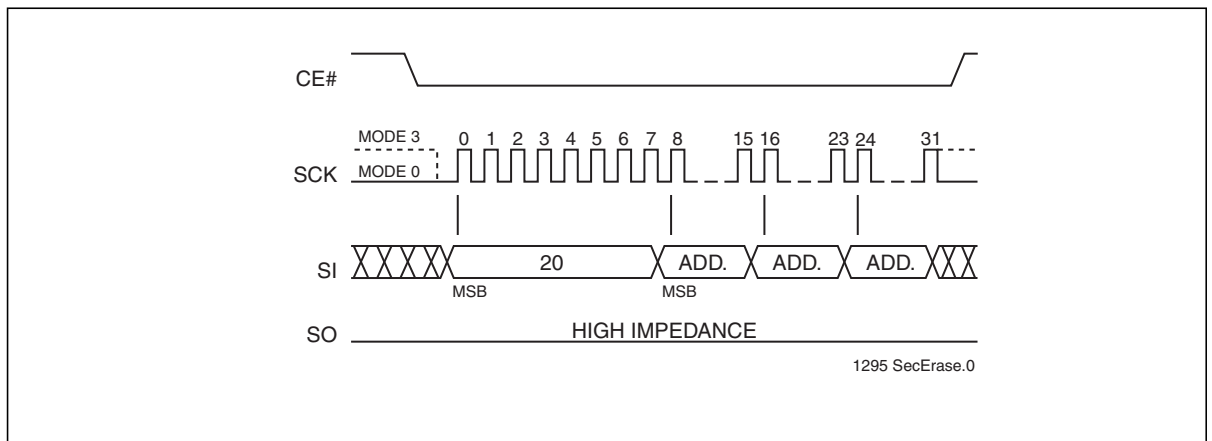 CE#
MODE 3
0 1 2 3 4 5 6 7 8 15 16 23 24 31
SCK
MODE 0
SI
20 ADD. ADD. ADD.
MSB MSB
SO
HIGH IMPEDANCE
1295 SecErase.0